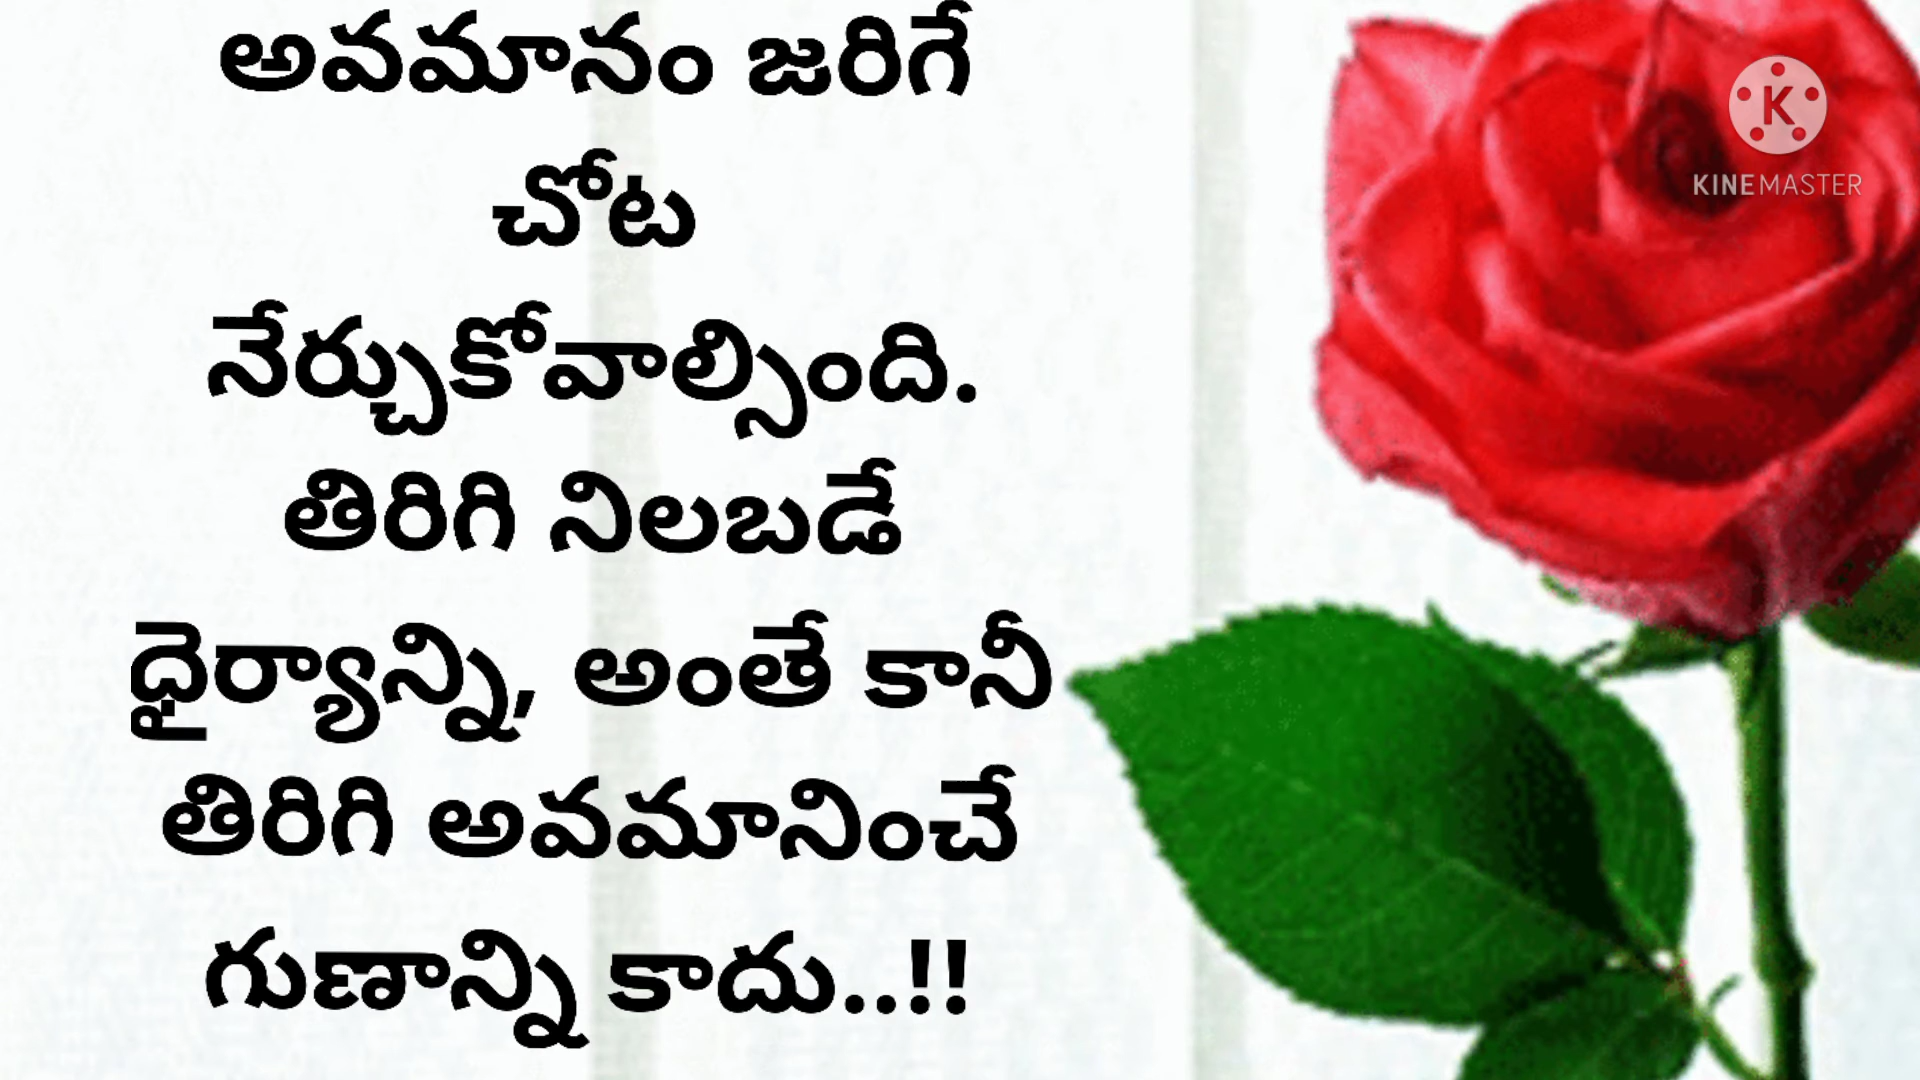 అవమానం జరిగే
చోట
నేర్చుకోవాల్సింది.
తిరిగి నిలబడే
ధైర్యాన్ని, అంతే కానీ
తిరిగి అవమానించే
గుణాన్ని కాదు..!!
K
KINEMASTER